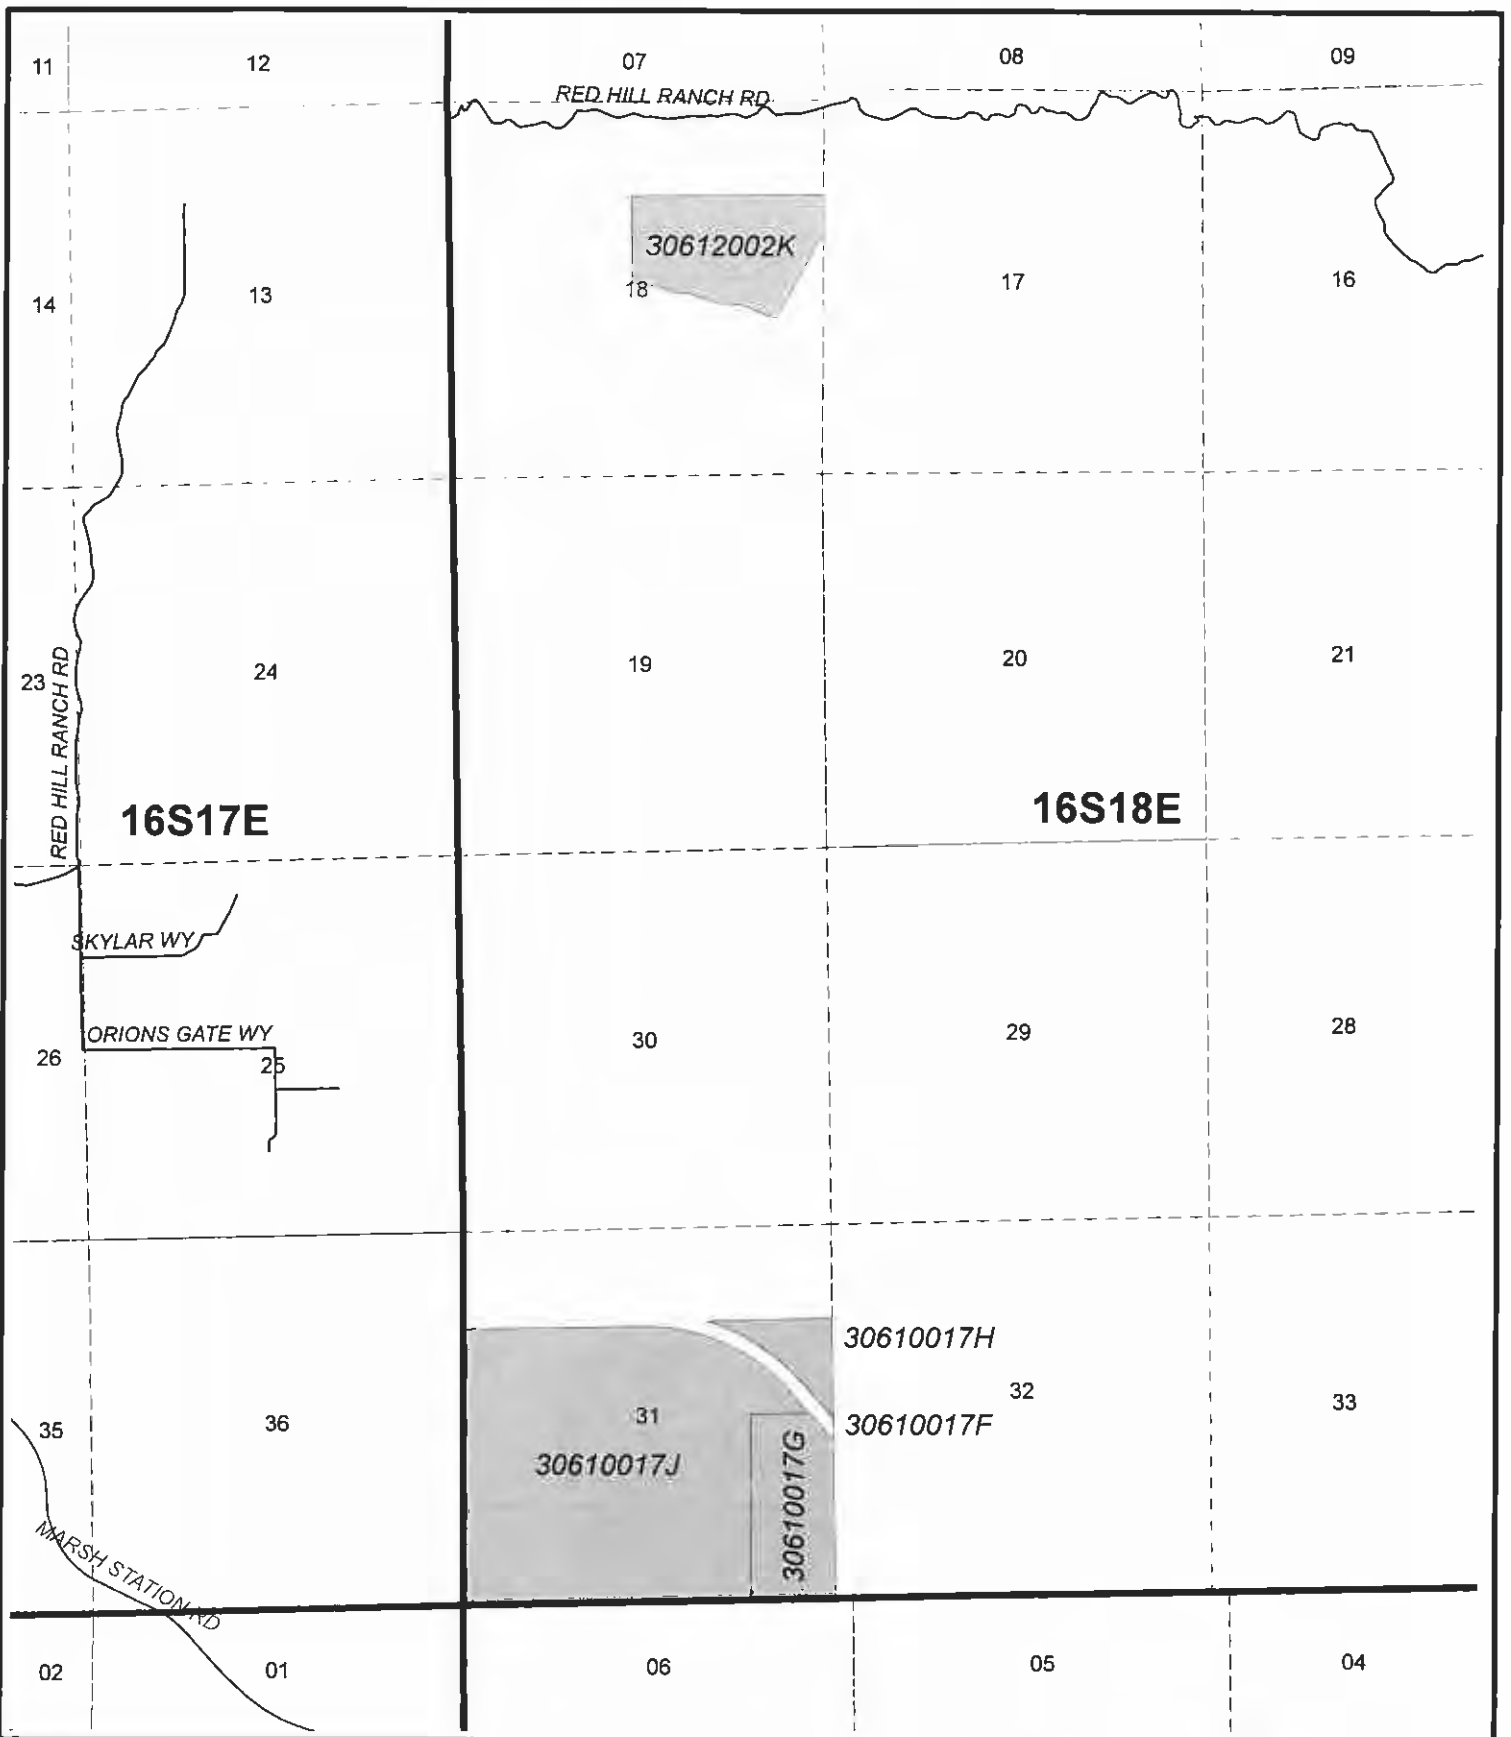 11
12
07
08
09
RED HILL RANCH RD
30612002K
14
13
18
17
16
23
RED HILL RANCH RD
24
19
20
21
16S17E
16S18E
SKYLAR WY
ORIONS GATE WY
26
25
30
29
28
30610017H
35
36
31
32
33
30610017F
30610017J
30610017G
MARSH STATION RD
02
01
06
05
04